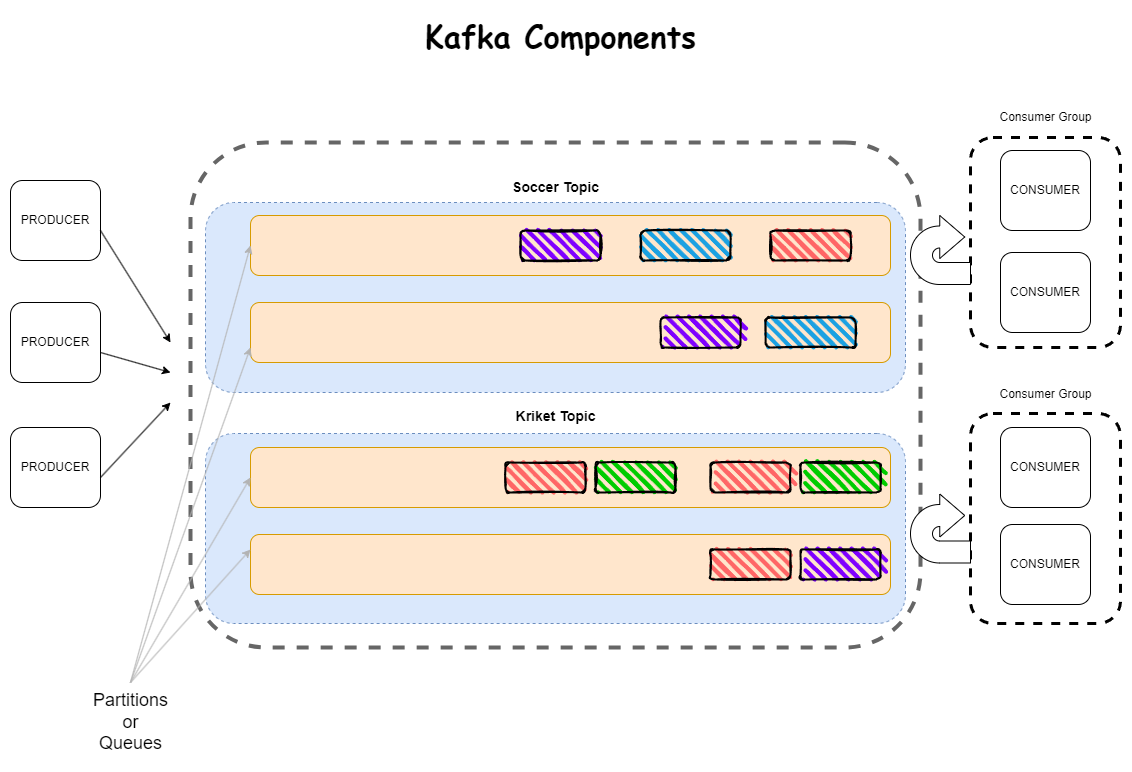 Kafka Components
Consumer Group
Soccer Topic
PRODUCER
CONSUMER
CONSUMER
PRODUCER
Kriket Topic
Consumer Group
PRODUCER
CONSUMER
CONSUMER
Partitions
or
Queues